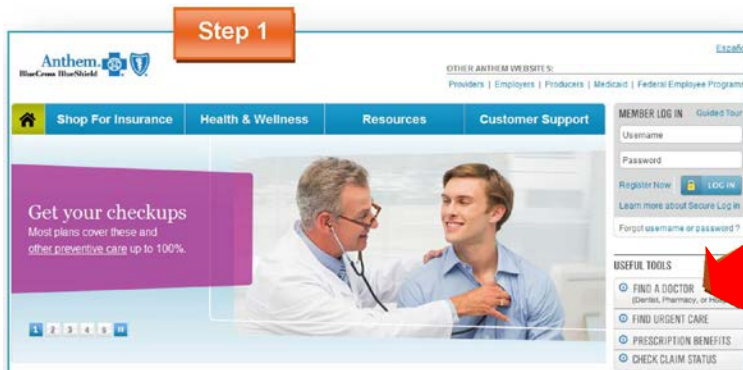 Step 1
Anthem.
BlueCross BlueShield
Español
OTHER ANTHEM WEBSITES:
Providers | Employers | Producers | Medicaid | Federal Employee Programs
Shop For Insurance
Health & Wellness
Resources
Customer Support
MEMBER LOG IN Guided Tour
Username
Password
Register Now LOG IN
Learn more about Secure Log in
Forgot username or password ?
Get your checkups
Most plans cover these and
other preventive care up to 100%.
1 2 3 4 5
USEFUL TOOLS
FIND A DOCTOR
(Dentist, Pharmacy, or
FIND URGENT CARE
PRESCRIPTION BENEFITS
CHECK CLAIM STATUS